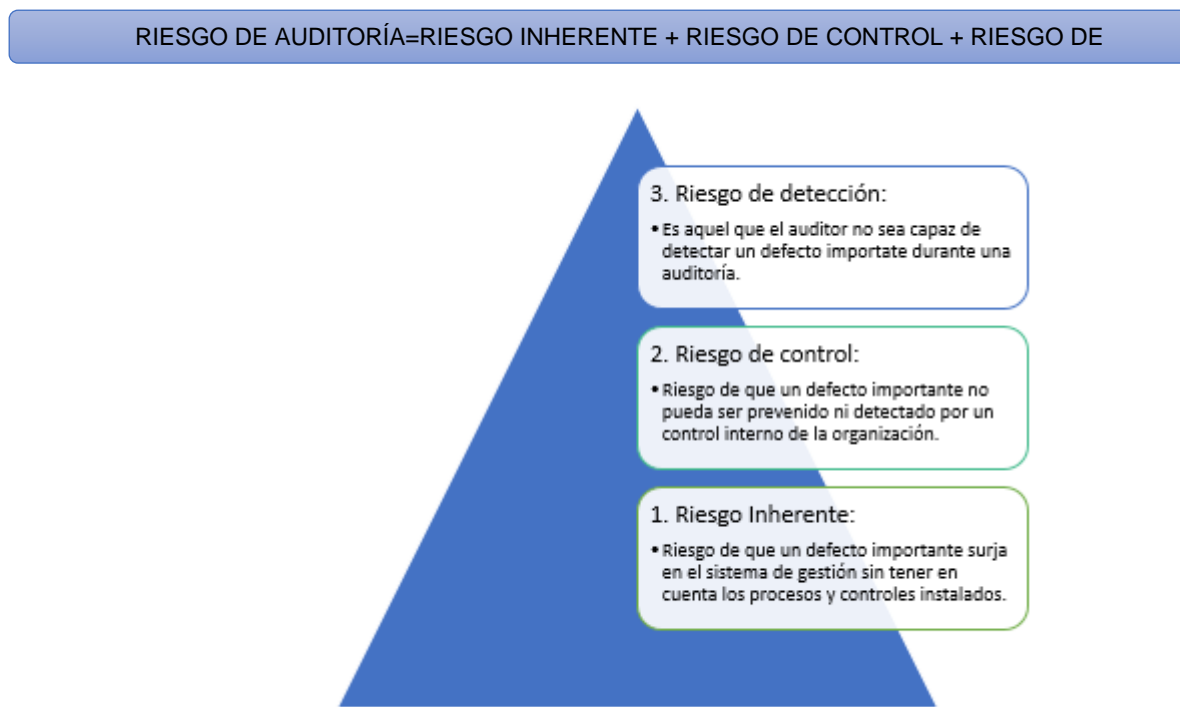 RIESGO DE AUDITORÍA=RIESGO INHERENTE + RIESGO DE CONTROL + RIESGO DE
3. Riesgo de detección:
• Es aquel que el auditor no sea capaz de
detectar un defecto importate durante una
auditoría.
2. Riesgo de control:
• Riesgo de que un defecto importante no
pueda ser prevenido ni detectado por un
control interno de la organización.
1. Riesgo Inherente:
• Riesgo de que un defecto importante surja
en el sistema de gestión sin tener en
cuenta los procesos y controles instalados.